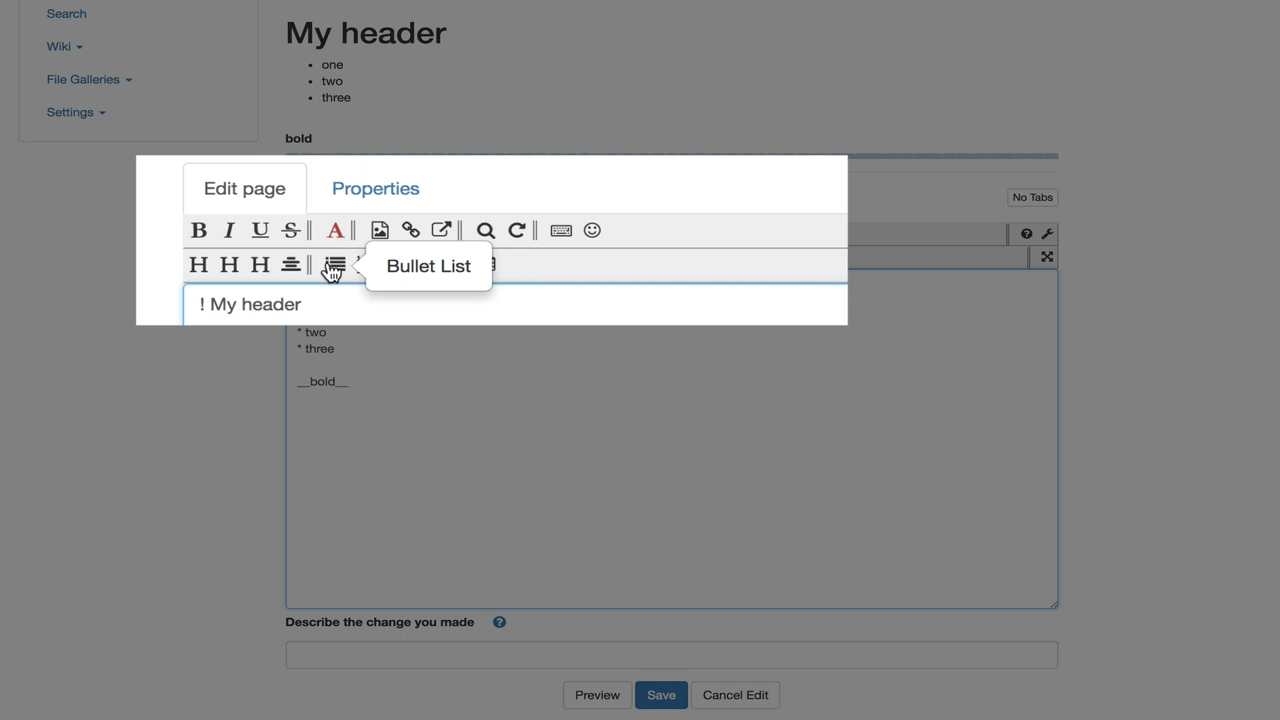 Search
Wiki
File Galleries
Settings
My header
• one
• two
• three
bold
Edit page Properties
No Tabs
B I U S A
H H H
Bullet List
! My header
* two
* three
__bold__
Describe the change you made
Preview Save Cancel Edit